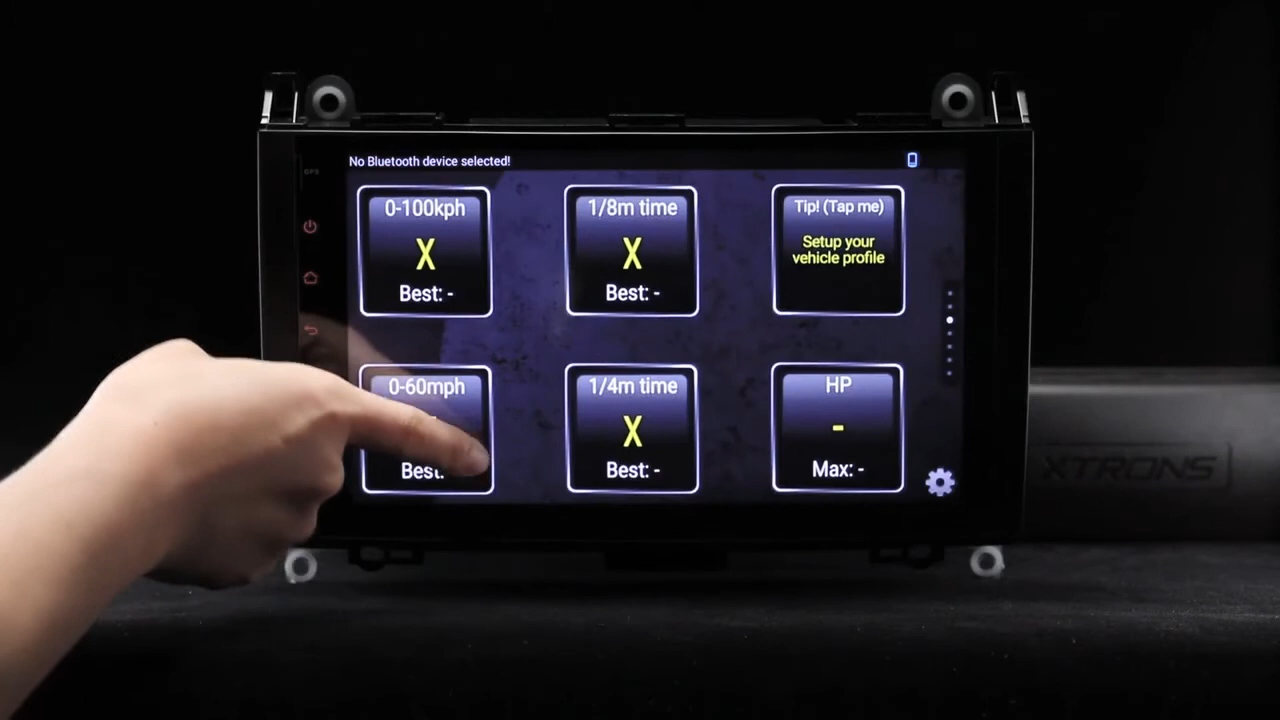 No Bluetooth device selected!
GPS
0-100kph
X
Best: -
1/8m time
X
Best: -
Tip! (Tap me)
Setup your
vehicle profile
0-60mph
Best:
1/4m time
X
Best: -
HP
-
Max: -
XTRONS